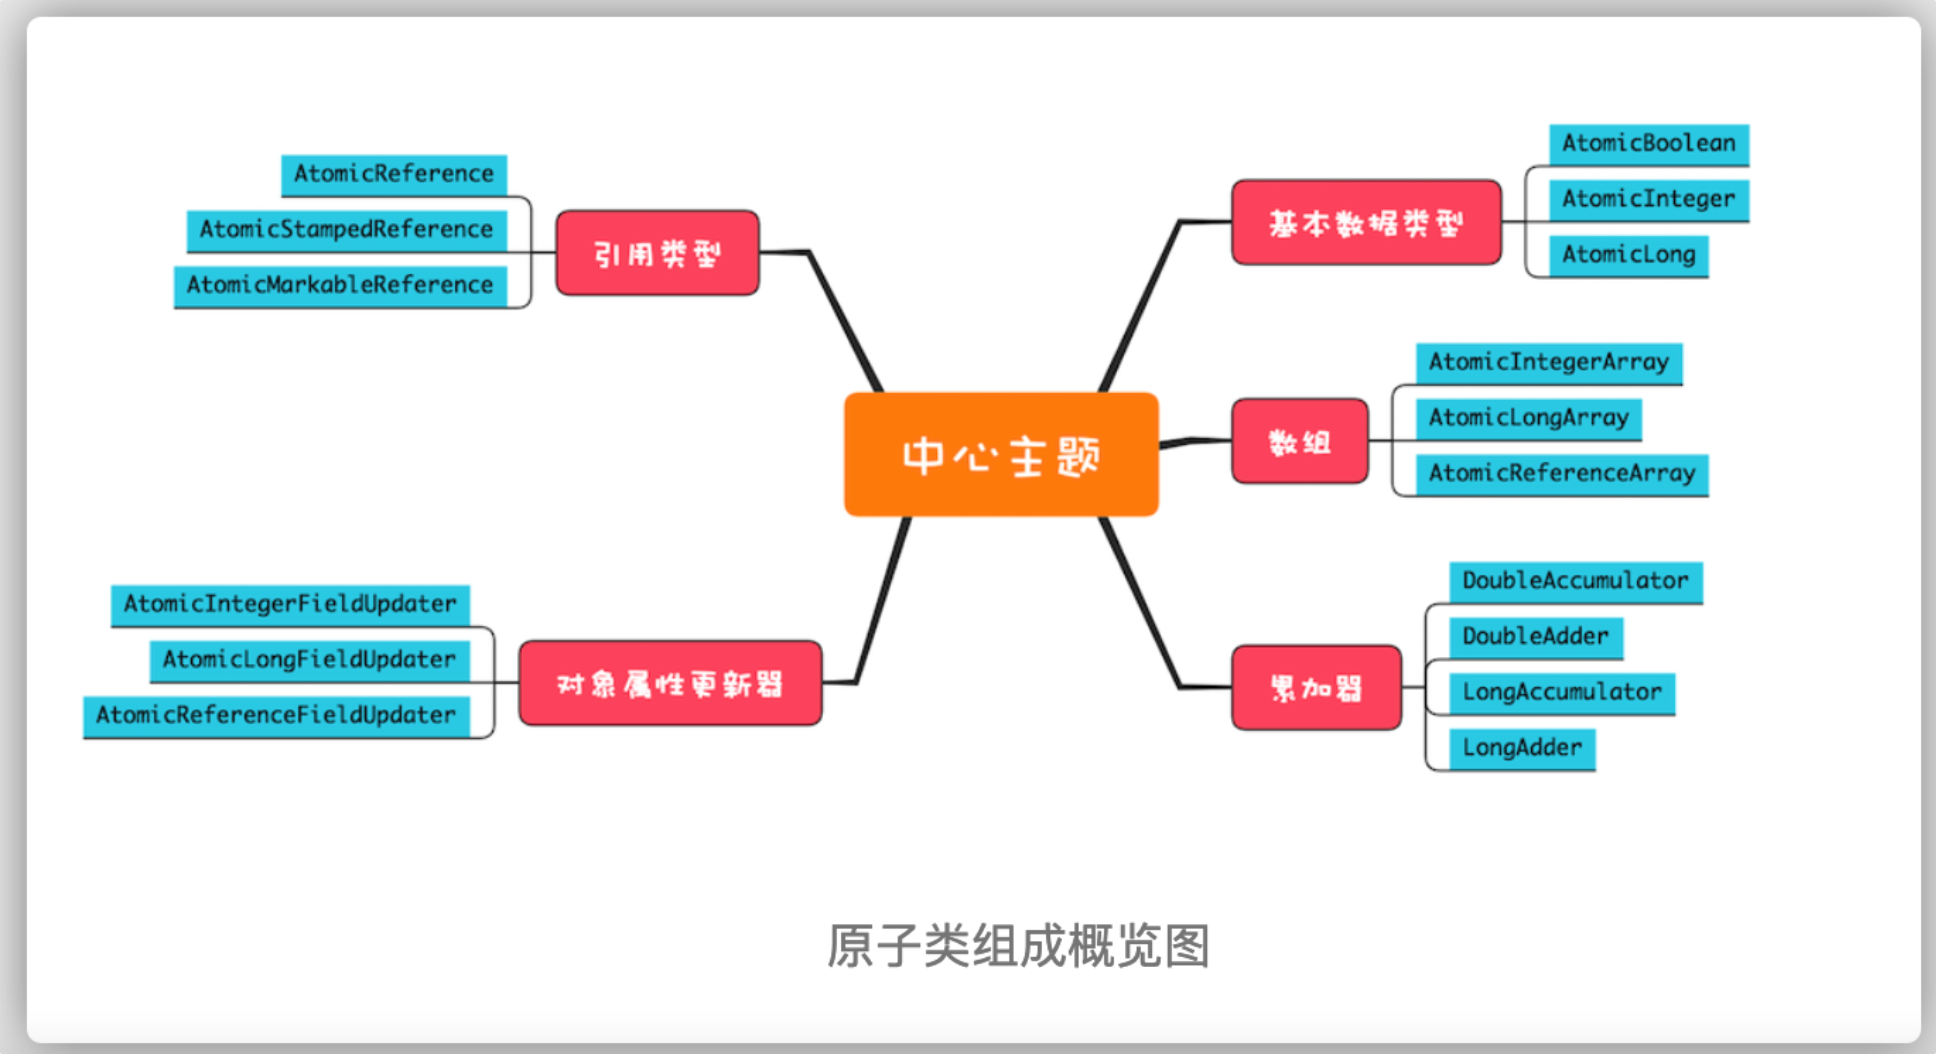 中心主题
引用类型
AtomicReference
AtomicStampedReference
AtomicMarkableReference
对象属性更新器
AtomicIntegerFieldUpdater
AtomicLongFieldUpdater
AtomicReferenceFieldUpdater
基本数据类型
AtomicBoolean
AtomicInteger
AtomicLong
数组
AtomicIntegerArray
AtomicLongArray
AtomicReferenceArray
累加器
DoubleAccumulator
DoubleAdder
LongAccumulator
LongAdder
原子类组成概览图